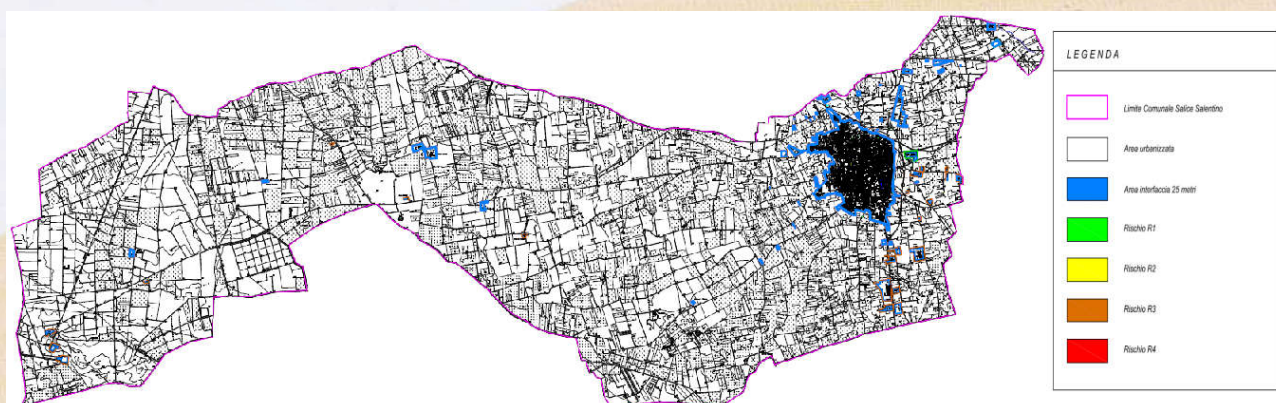 LEGENDA
Limite Comunale Salice Salentino
Area urbanizzata
Area interfaccia 25 metri
Rischio R1
Rischio R2
Rischio R3
Rischio R4